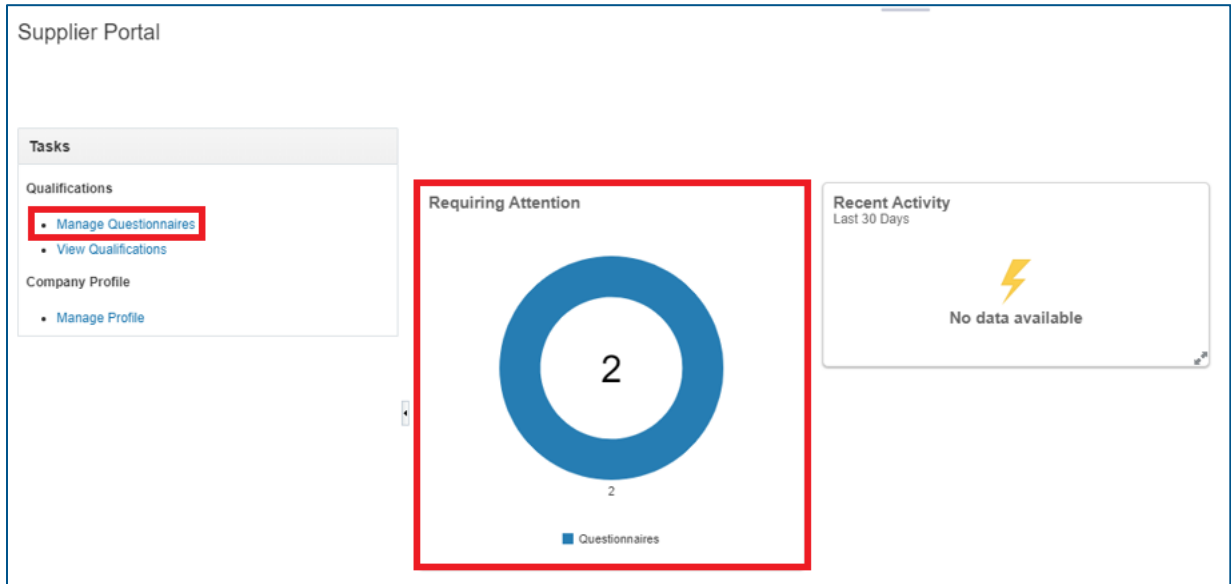 Supplier Portal
Tasks
Qualifications
Manage Questionnaires
View Qualifications
Company Profile
Manage Profile
Requiring Attention
2
2
Questionnaires
Recent Activity
Last 30 Days
No data available